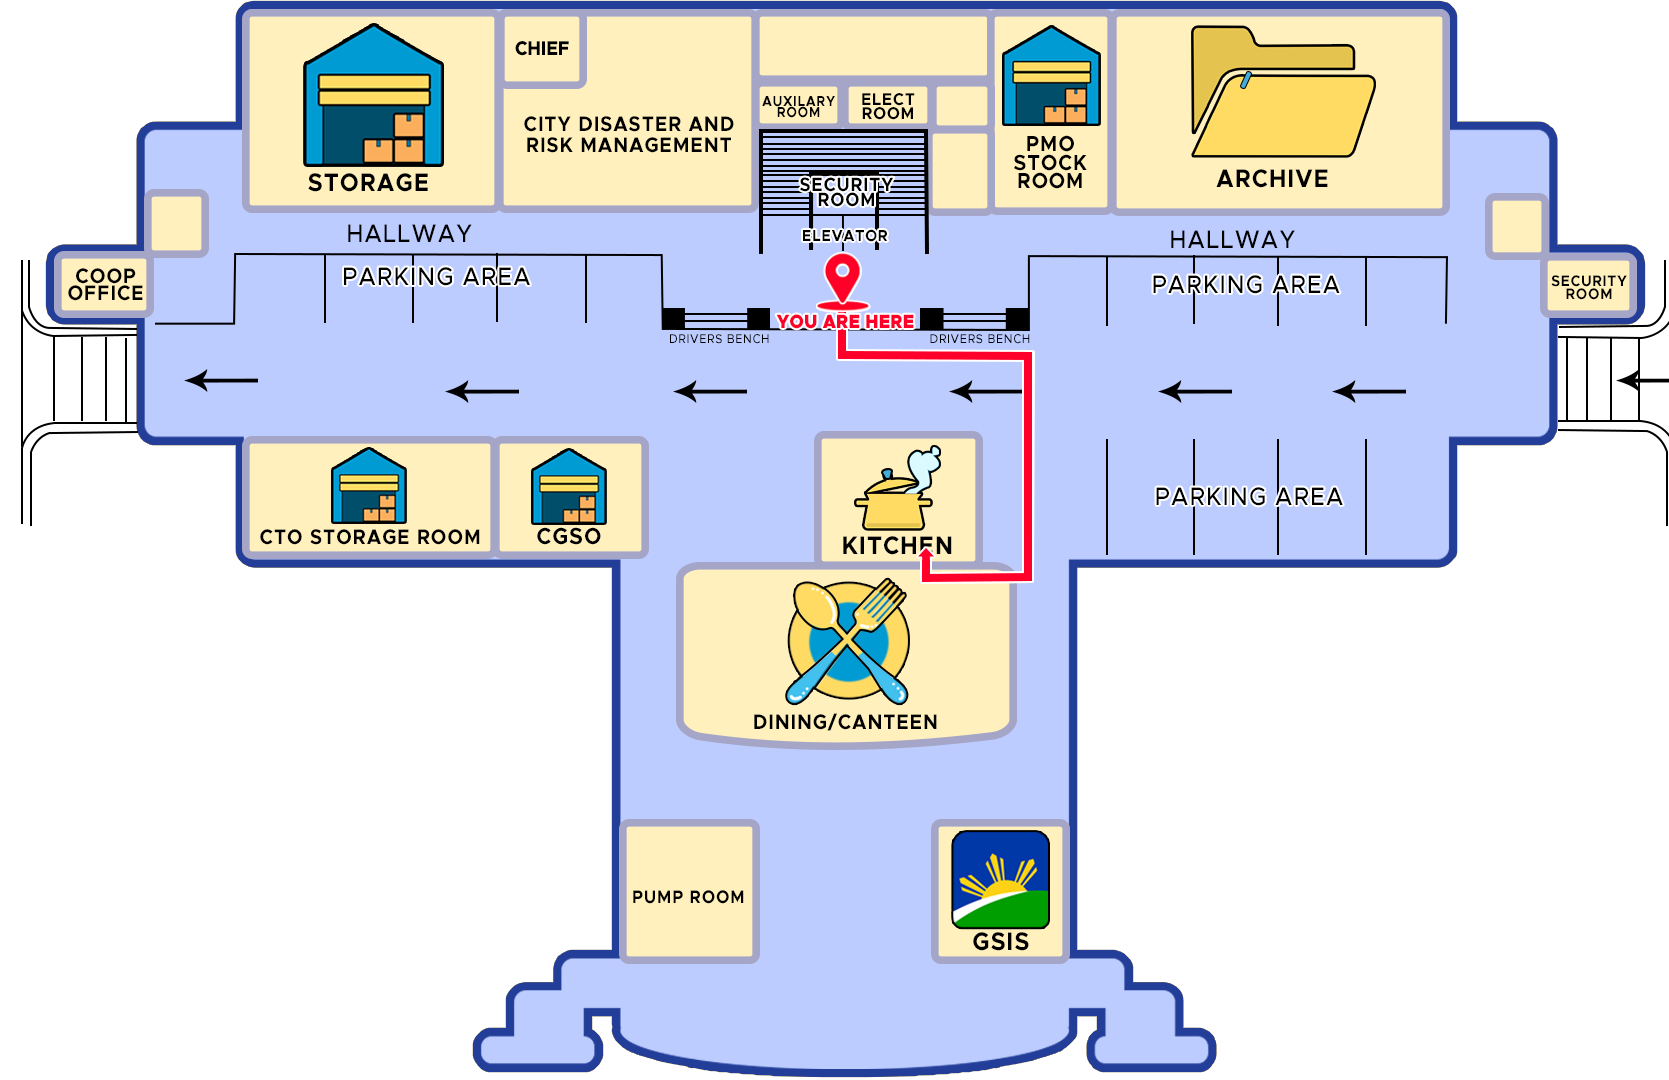 CHIEF
STORAGE
CITY DISASTER AND
RISK MANAGEMENT
AUXILARY
ROOM
ELECT
ROOM
SECURITY
ROOM
ELEVATOR
PMO
STOCK
ROOM
ARCHIVE
HALLWAY
HALLWAY
COOP
OFFICE
PARKING AREA
PARKING AREA
SECURITY
ROOM
YOU ARE HERE
DRIVERS BENCH
DRIVERS BENCH
CTO STORAGE ROOM
CGSO
KITCHEN
PARKING AREA
DINING/CANTEEN
PUMP ROOM
GSIS